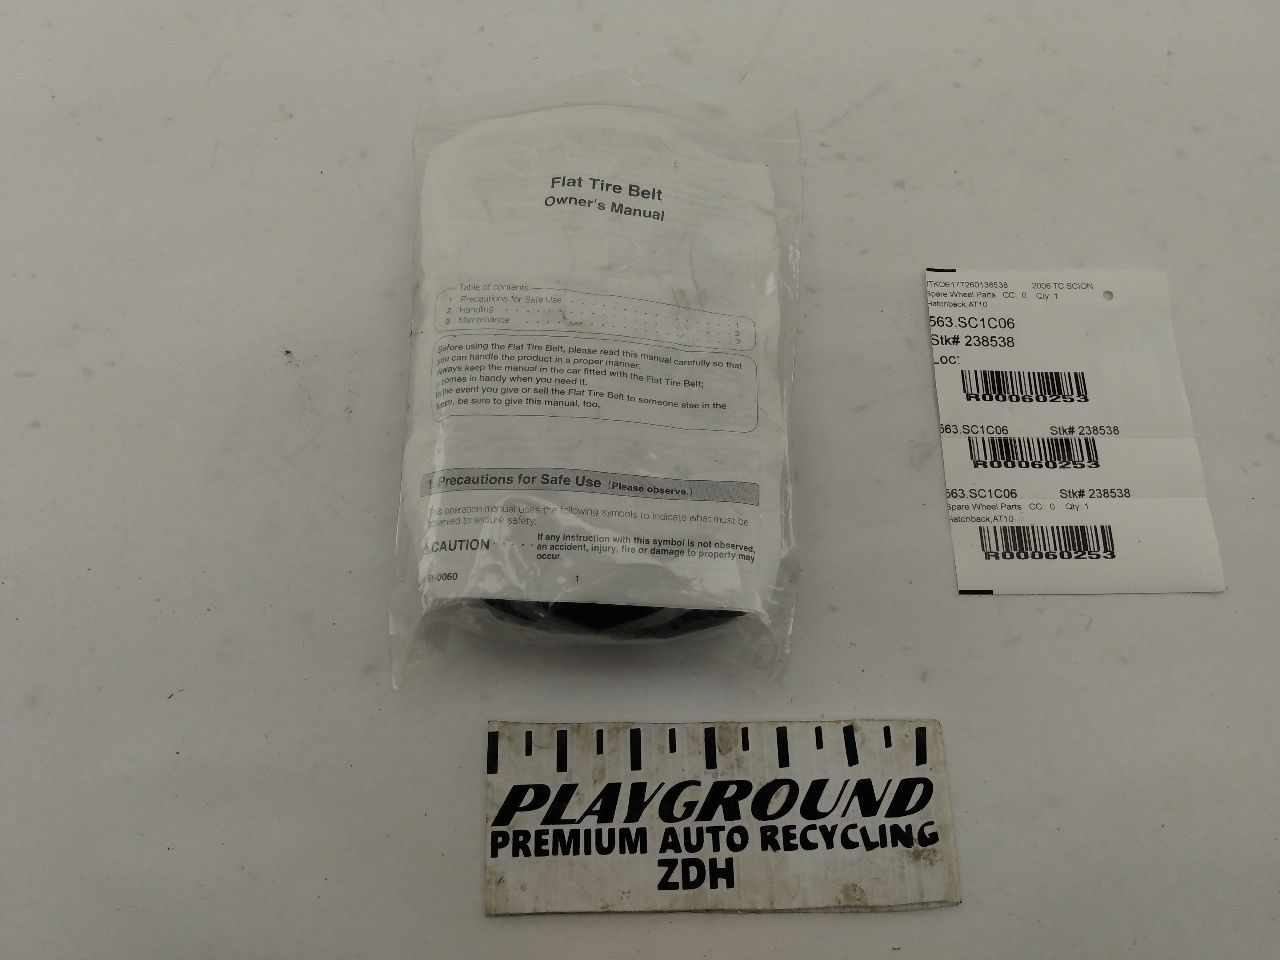 Flat Tire Belt
Owner's Manual
Table of contents
1 Precautions for Safe Use . . . . . . . . . . 1
2 Handling . . . . . . . . . . 2
3 Maintenance . . . . . . . . . . 3
Before using the Flat Tire Belt, please read this manual carefully so that
you can handle the product in a proper manner.
Always keep the manual in the car fitted with the Flat Tire Belt;
comes in handy when you need it.
In the event you give or sell the Flat Tire Belt to someone else in the
future, be sure to give this manual, too.
1 Precautions for Safe Use (Please observe.)
This operation manual uses the following symbols to indicate what must be
observed to ensure safety.
CAUTION . . . . . If any instruction with this symbol is not observed,
an accident, injury, fire or damage to property may
occur.
0060
1
JTKDE177260138538 2006 TC SCION
Spare Wheel Parts CC: 0 Qty: 1
Hatchback,AT10
563.SC1C06
Stk# 238538
Loc:
R00060253
563.SC1C06 Stk# 238538
R00060253
563.SC1C06 Stk# 238538
Spare Wheel Parts CC: 0 Qty: 1
Hatchback,AT10
R00060253
PLAYGROUND
PREMIUM AUTO RECYCLING
ZDH